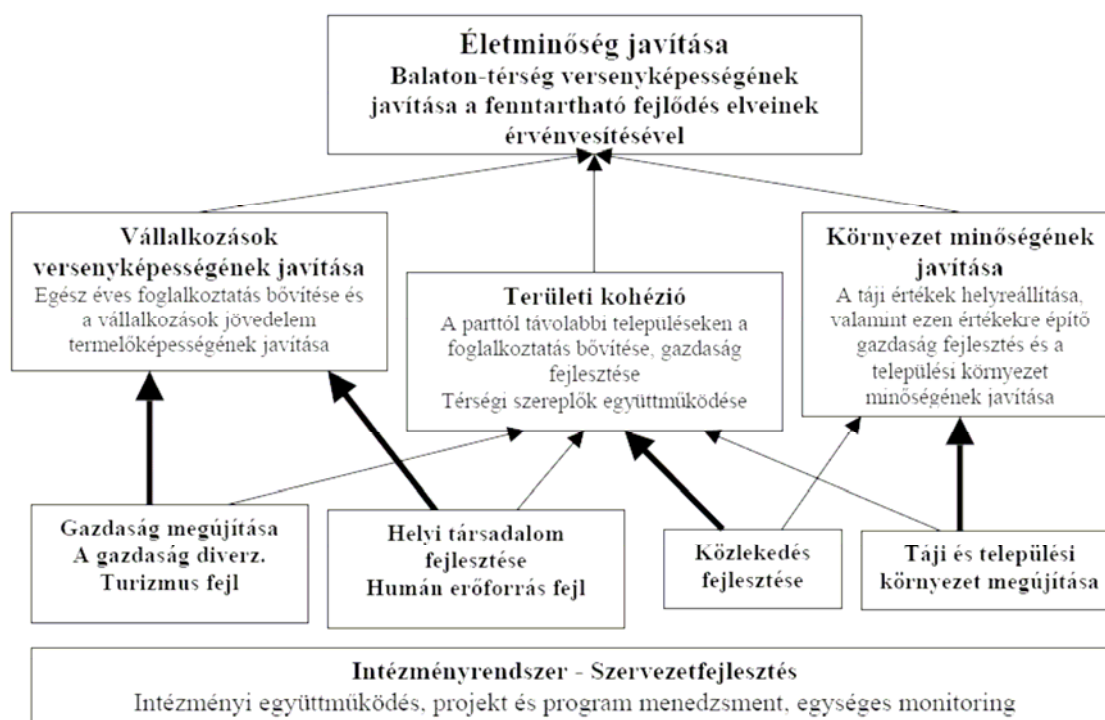 Életminőség javítása
Balaton-térség versenyképességének
javítása a fenntartható fejlődés elveinek
érvényesítésével
Vállalkozások
versenyképességének javítása
Egész éves foglalkoztatás bővítése és
a vállalkozások jövedelem
termelőképességének javítása
Területi kohézió
A parttól távolabbi településeken a
foglalkoztatás bővítése, gazdaság
fejlesztése
Térségi szereplők együttműködése
Környezet minőségének
javítása
A táji értékek helyreállítása,
valamint ezen értékekre építő
gazdaság fejlesztés és a
települési környezet
minőségének javítása
Gazdaság megújítása
A gazdaság diverz.
Turizmus fejl
Helyi társadalom
fejlesztése
Humán erőforrás fejl
Közlekedés
fejlesztése
Táji és települési
környezet megújítása
Intézményrendszer - Szervezetfejlesztés
Intézményi együttműködés, projekt és program menedzsment, egységes monitoring